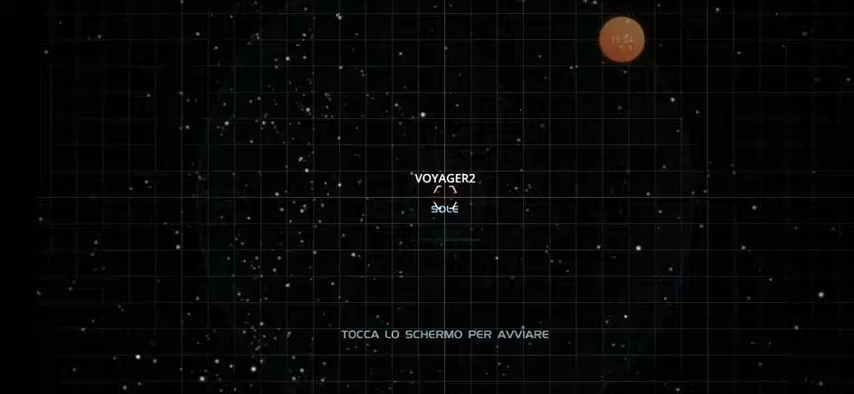 VOYAGER2
SOLE
TOCCA LO SCHERMO PER AVVIARE